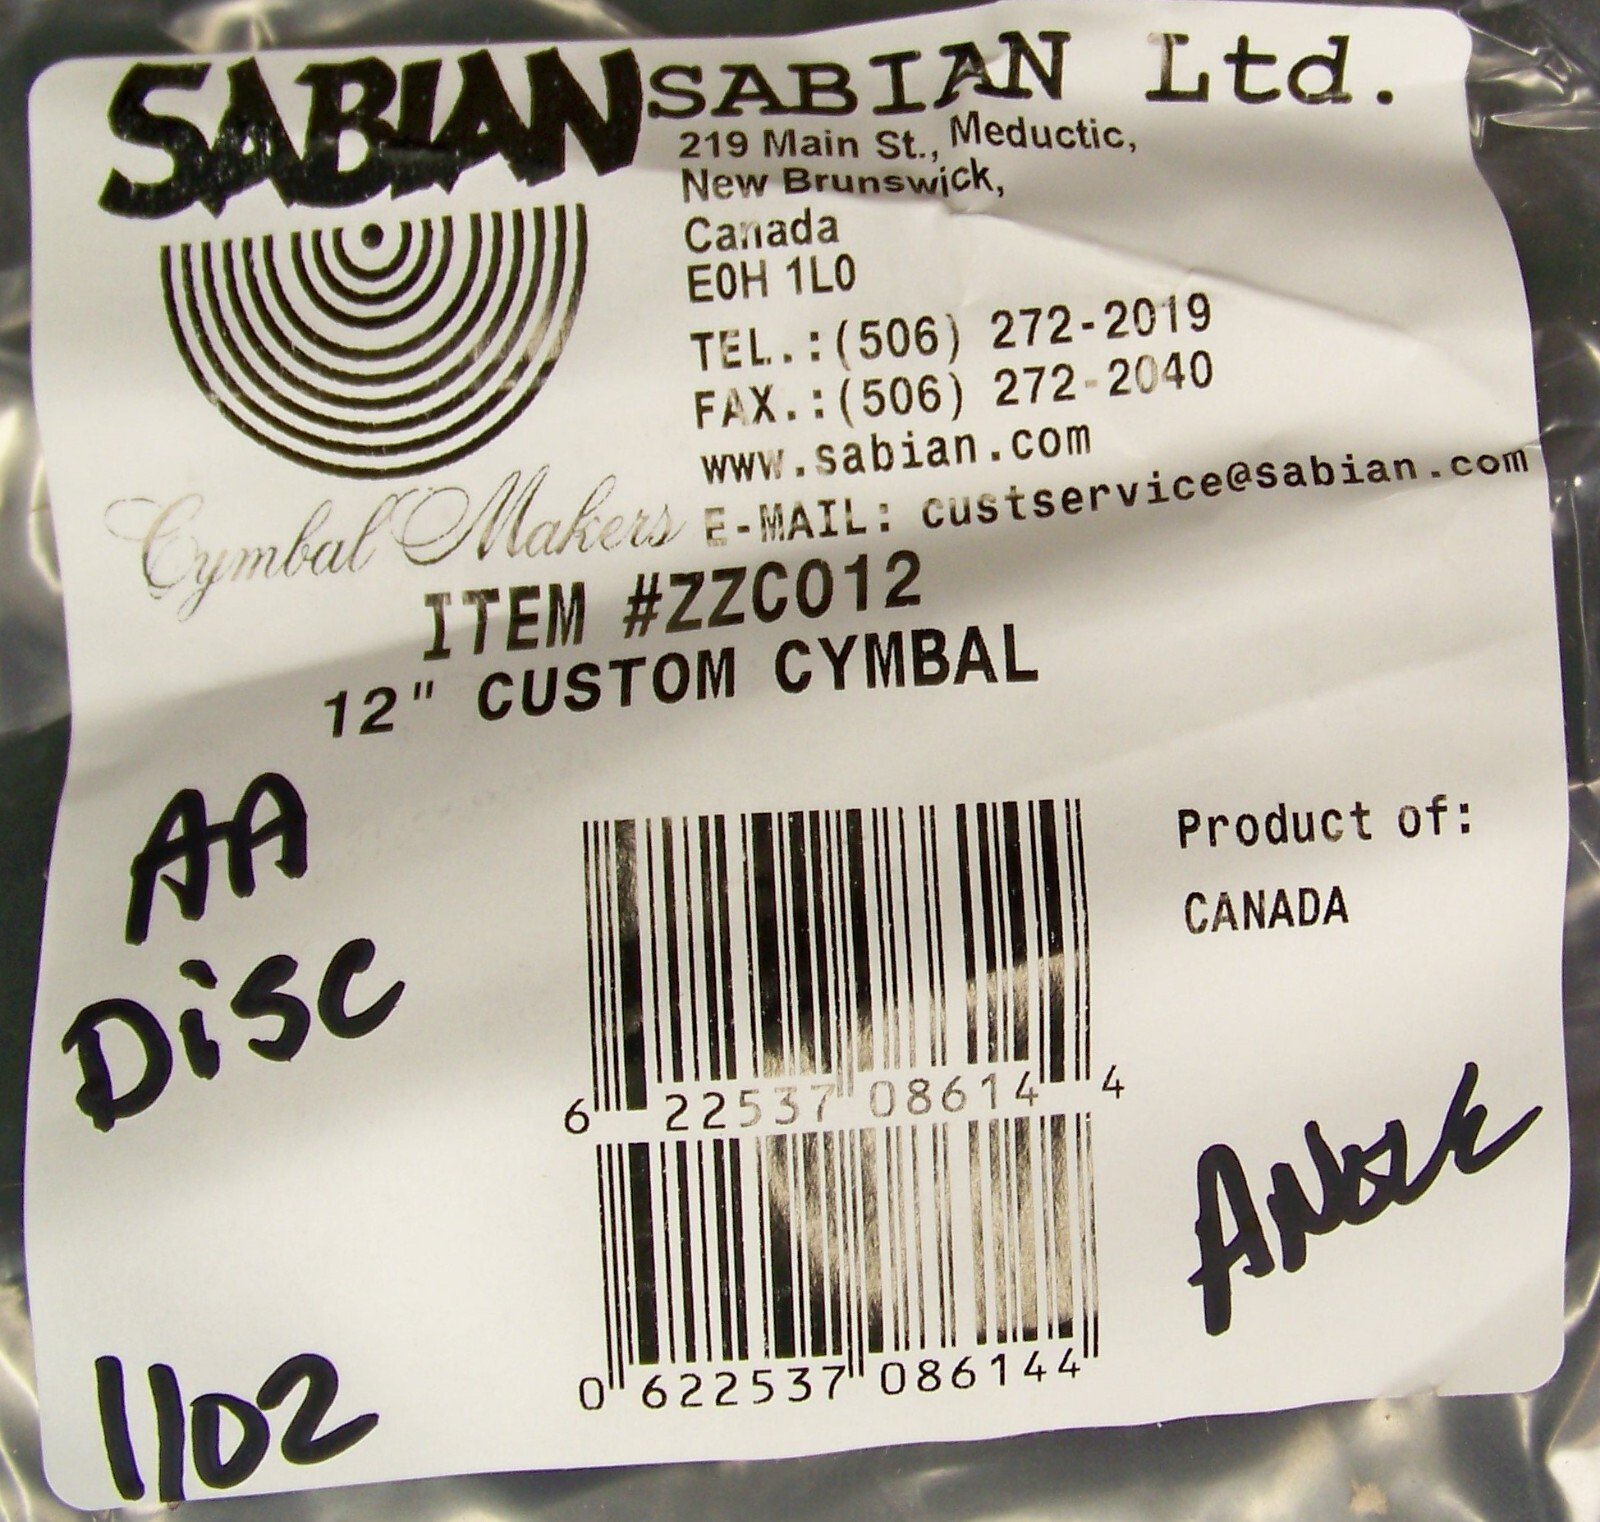 SABIAN
SABIAN Ltd.
219 Main St., Meductic,
New Brunswick,
Canada
E0H 1L0
TEL.:(506) 272-2019
FAX.:(506) 272-2040
www.sabian.com
E-MAIL: custservice@sabian.com
Cymbal Makers
ITEM #ZZCO12
12" CUSTOM CYMBAL
AA
DiSC
1102
6 22537 08614 4
0 622537 086144
Product of:
CANADA